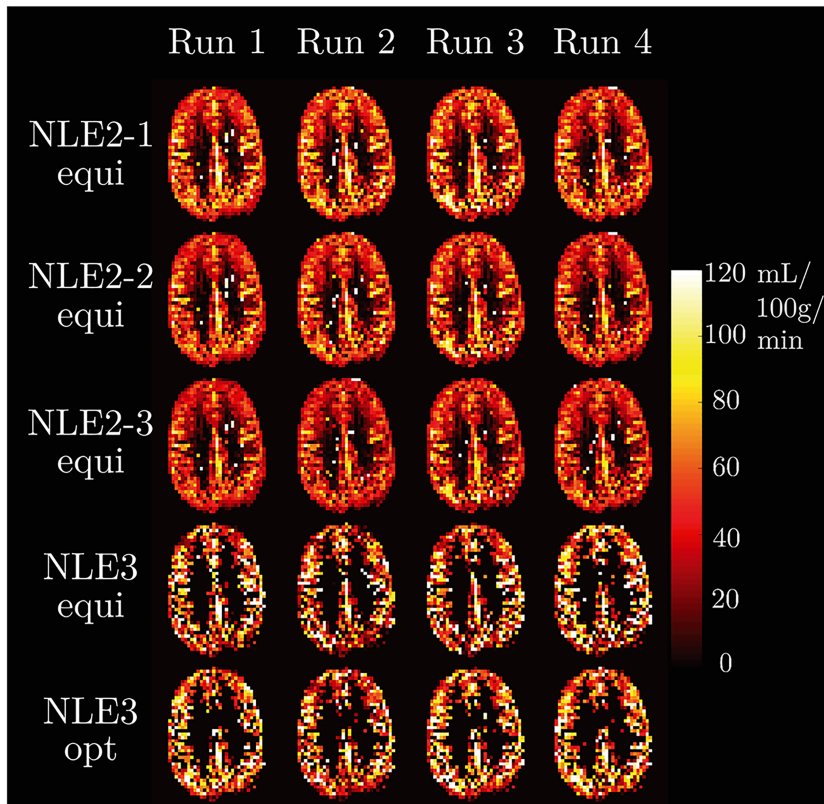 Run 1 Run 2 Run 3 Run 4
NLE2-1
equi
NLE2-2
equi
NLE2-3
equi
NLE3
equi
NLE3
opt
120 mL/
100g/
min
100
80
60
40
20
0